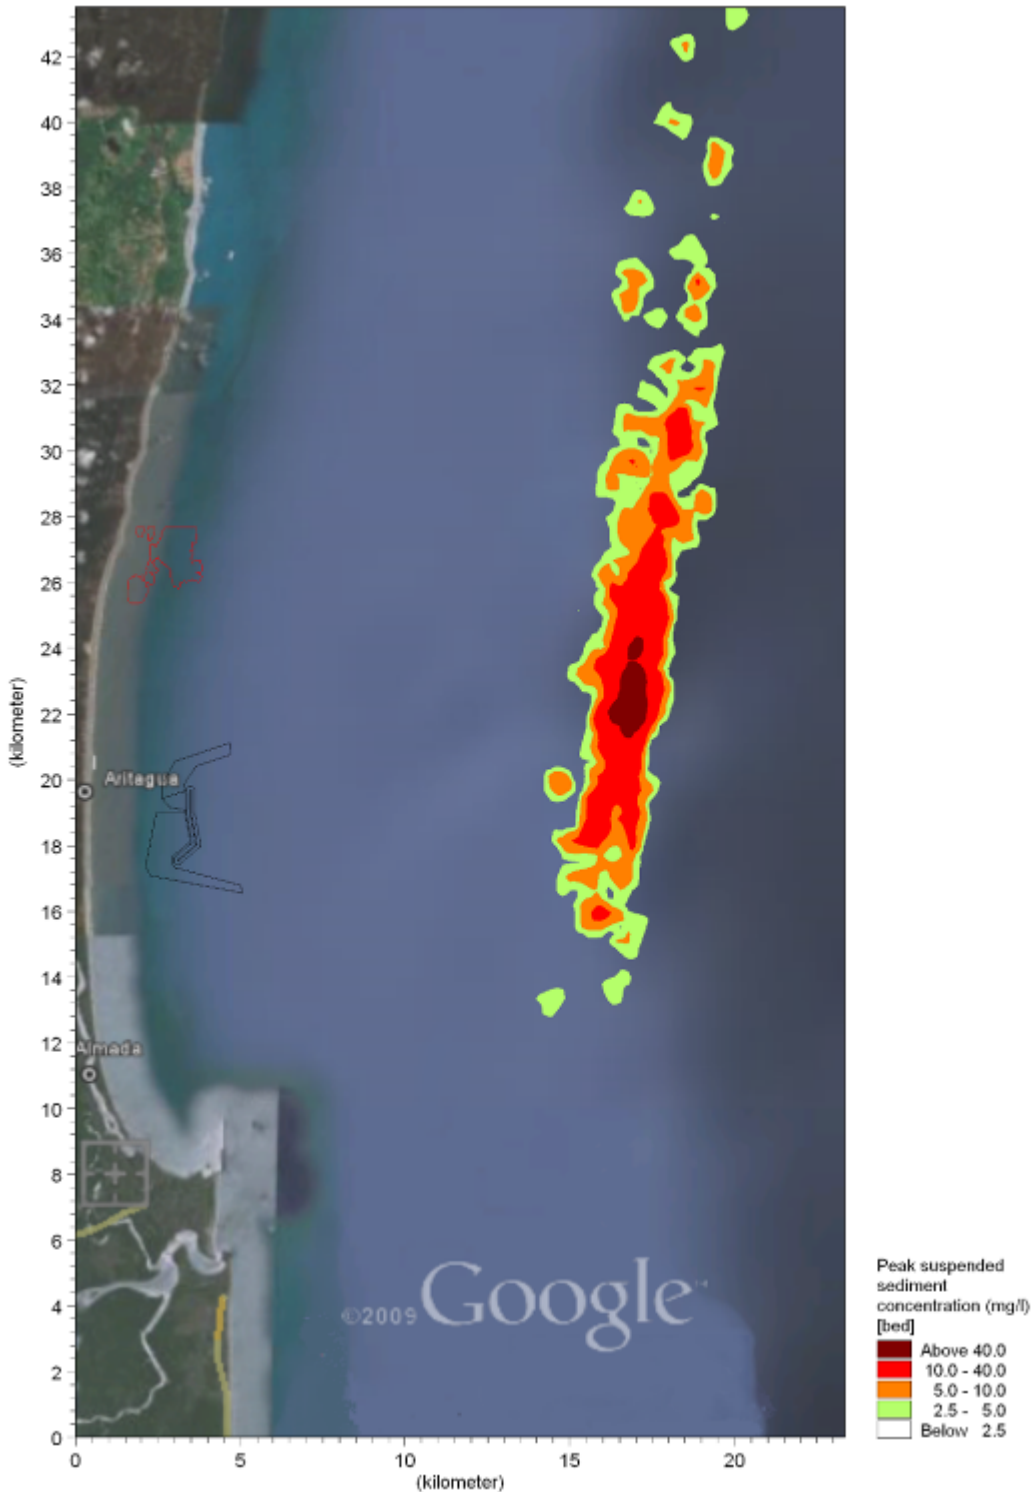 42
40
38
36
34
32
30
28
26
24
22
20
18
16
14
12
10
8
6
4
2
0
(kilometer)
Aritagua
Almada
©2009 Google™
0 5 10 15 20
(kilometer)
Peak suspended
sediment
concentration (mg/l)
[bed]
Above 40.0
10.0 - 40.0
5.0 - 10.0
2.5 - 5.0
Below 2.5